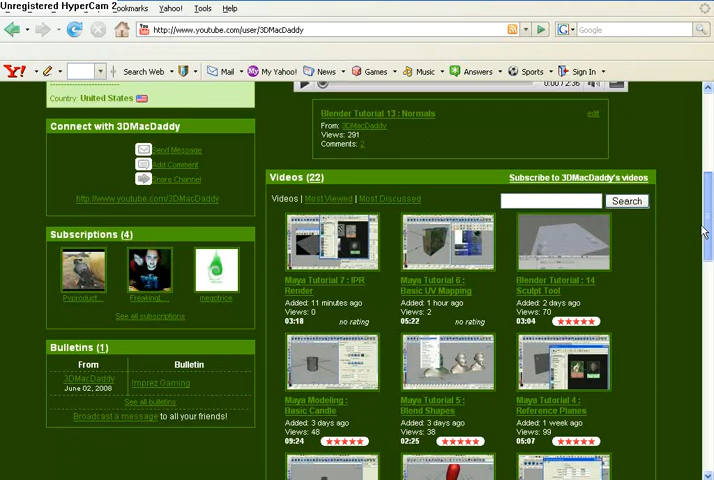 Unregistered HyperCam 2
ookmarks Yahoo! Tools Help
http://www.youtube.com/user/3DMacDaddy
Google
Search Web Mail My Yahoo! News Games Music Answers Sports Sign In
Country: United States
0:00 / 2:36
Connect with 3DMacDaddy
Send Message
Add Comment
Share Channel
http://www.youtube.com/3DMacDaddy
Subscriptions (4)
Pvproduct...
FreakingL...
See all subscriptions
Bulletins (1)
From Bulletin
3DMacDaddy
June 02, 2008
Imprez Gaming
See all bulletins
Broadcast a message to all your friends!
Blender Tutorial 13 : Normals
edit
From: 3DMacDaddy
Views: 291
Comments: 2
Videos (22)
Subscribe to 3DMacDaddy's videos
Videos | Most Viewed | Most Discussed
Search
Maya Tutorial 7 : IPR
Render
Added: 11 minutes ago
Views: 0
03:18 no rating
Maya Tutorial 6 :
Basic UV Mapping
Added: 1 hour ago
Views: 2
05:22 no rating
Blender Tutorial : 14
Sculpt Tool
Added: 2 days ago
Views: 70
03:04
Maya Modeling :
Basic Candle
Added: 3 days ago
Views: 48
09:24
Maya Tutorial 5 :
Blend Shapes
Added: 3 days ago
Views: 38
02:25
Maya Tutorial 4 :
Reference Planes
Added: 1 week ago
Views: 99
05:07